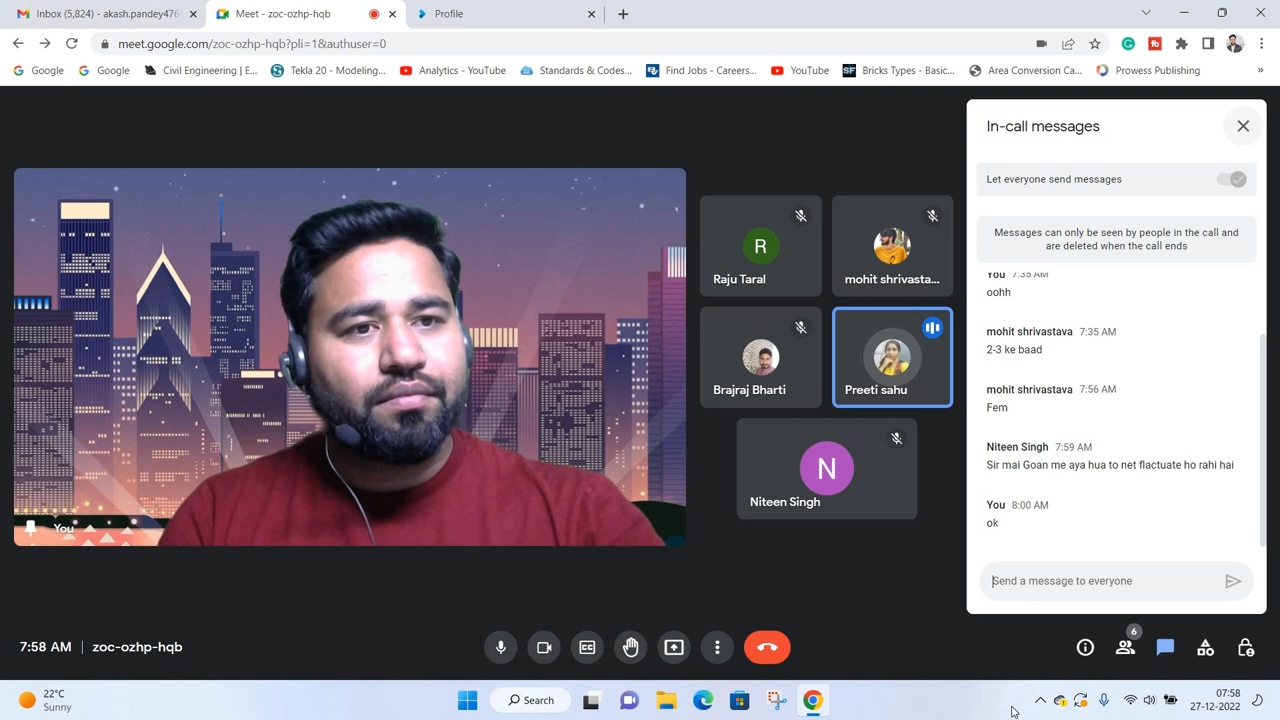 Inbox (5,824) - akash.pandey476
Meet - zoc-ozhp-hqb
Profile
meet.google.com/zoc-ozhp-hqb?pli=1&authuser=0
Google
Google
Civil Engineering | E...
Tekla 20 - Modeling...
Analytics - YouTube
Standards & Codes...
Find Jobs - Careers...
YouTube
SF
Bricks Types - Basic...
Area Conversion Ca...
Prowess Publishing
»
In-call messages
Let everyone send messages
Messages can only be seen by people in the call and
are deleted when the call ends
You 7:35 AM
oohh
mohit shrivastava 7:35 AM
2-3 ke baad
mohit shrivastava 7:56 AM
Fem
Niteen Singh 7:59 AM
Sir mai Goan me aya hua to net flactuate ho rahi hai
You 8:00 AM
ok
Send a message to everyone
R
Raju Taral
mohit shrivasta...
Brajraj Bharti
Preeti sahu
N
Niteen Singh
You
7:58 AM | zoc-ozhp-hqb
6
22°C
Sunny
Search
07:58
27-12-2022